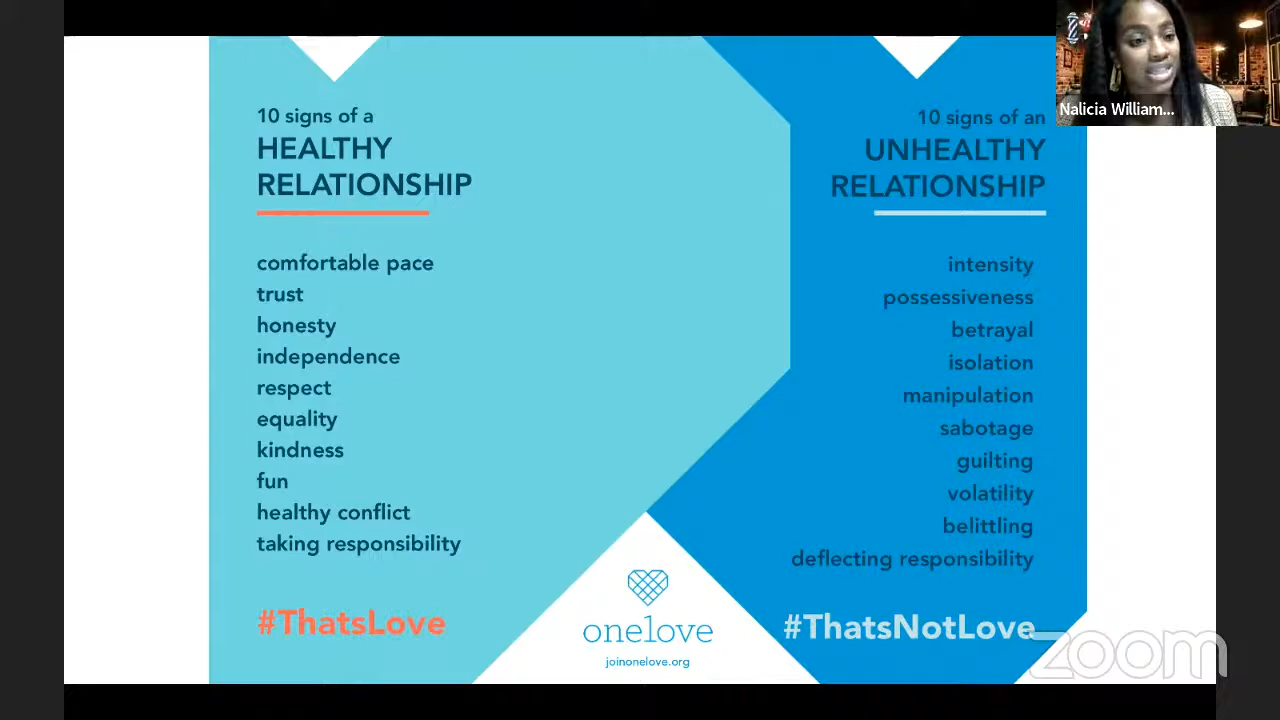 10 signs of a
HEALTHY
RELATIONSHIP
comfortable pace
trust
honesty
independence
respect
equality
kindness
fun
healthy conflict
taking responsibility
#ThatsLove
10 signs of an
UNHEALTHY
RELATIONSHIP
intensity
possessiveness
betrayal
isolation
manipulation
sabotage
guilting
volatility
belittling
deflecting responsibility
#ThatsNotLove
onelove
joinonelove.org
Nalicia William...
zoom